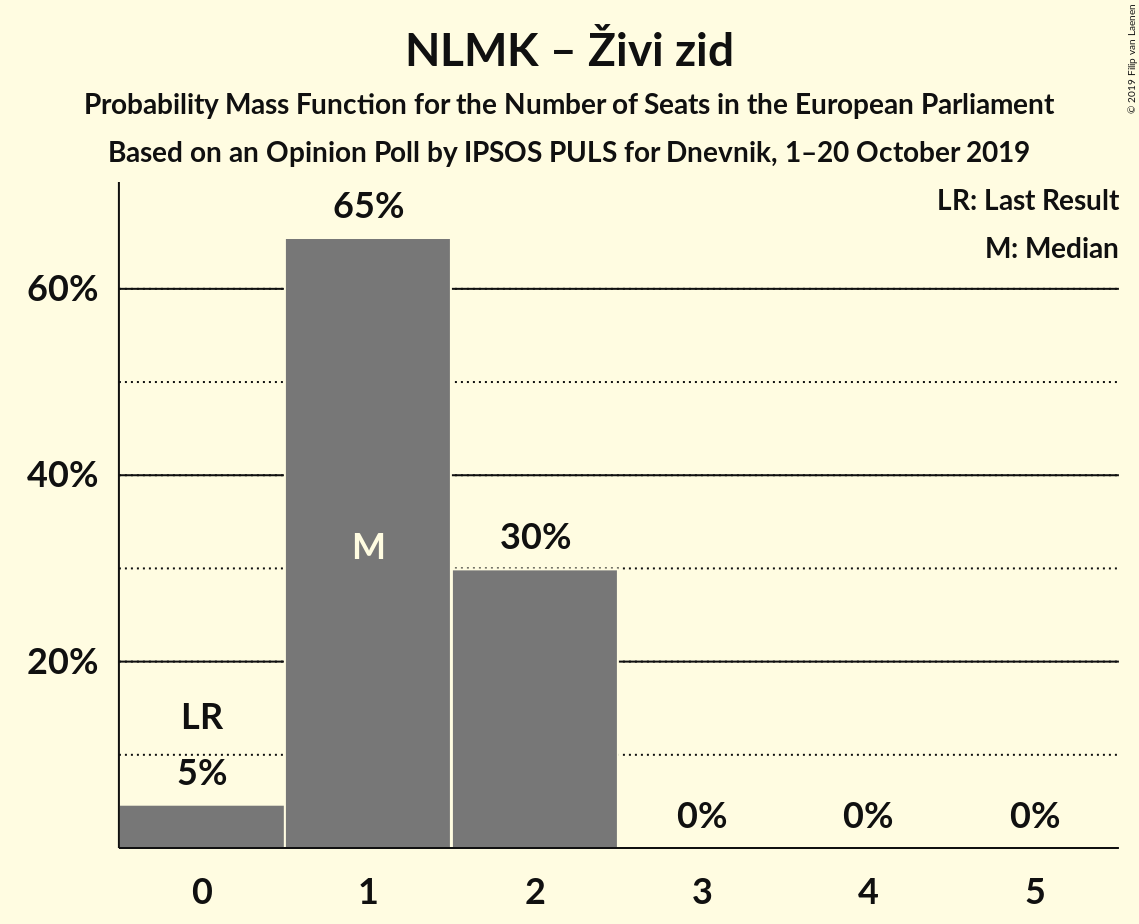 NLMK – Živi zid
Probability Mass Function for the Number of Seats in the European Parliament
Based on an Opinion Poll by IPSOS PULS for Dnevnik, 1–20 October 2019
© 2019 Filip van Laenen
LR: Last Result
M: Median
65%
60%
40%
M
30%
20%
LR
5%
0%
0%
0%
0
1
2
3
4
5